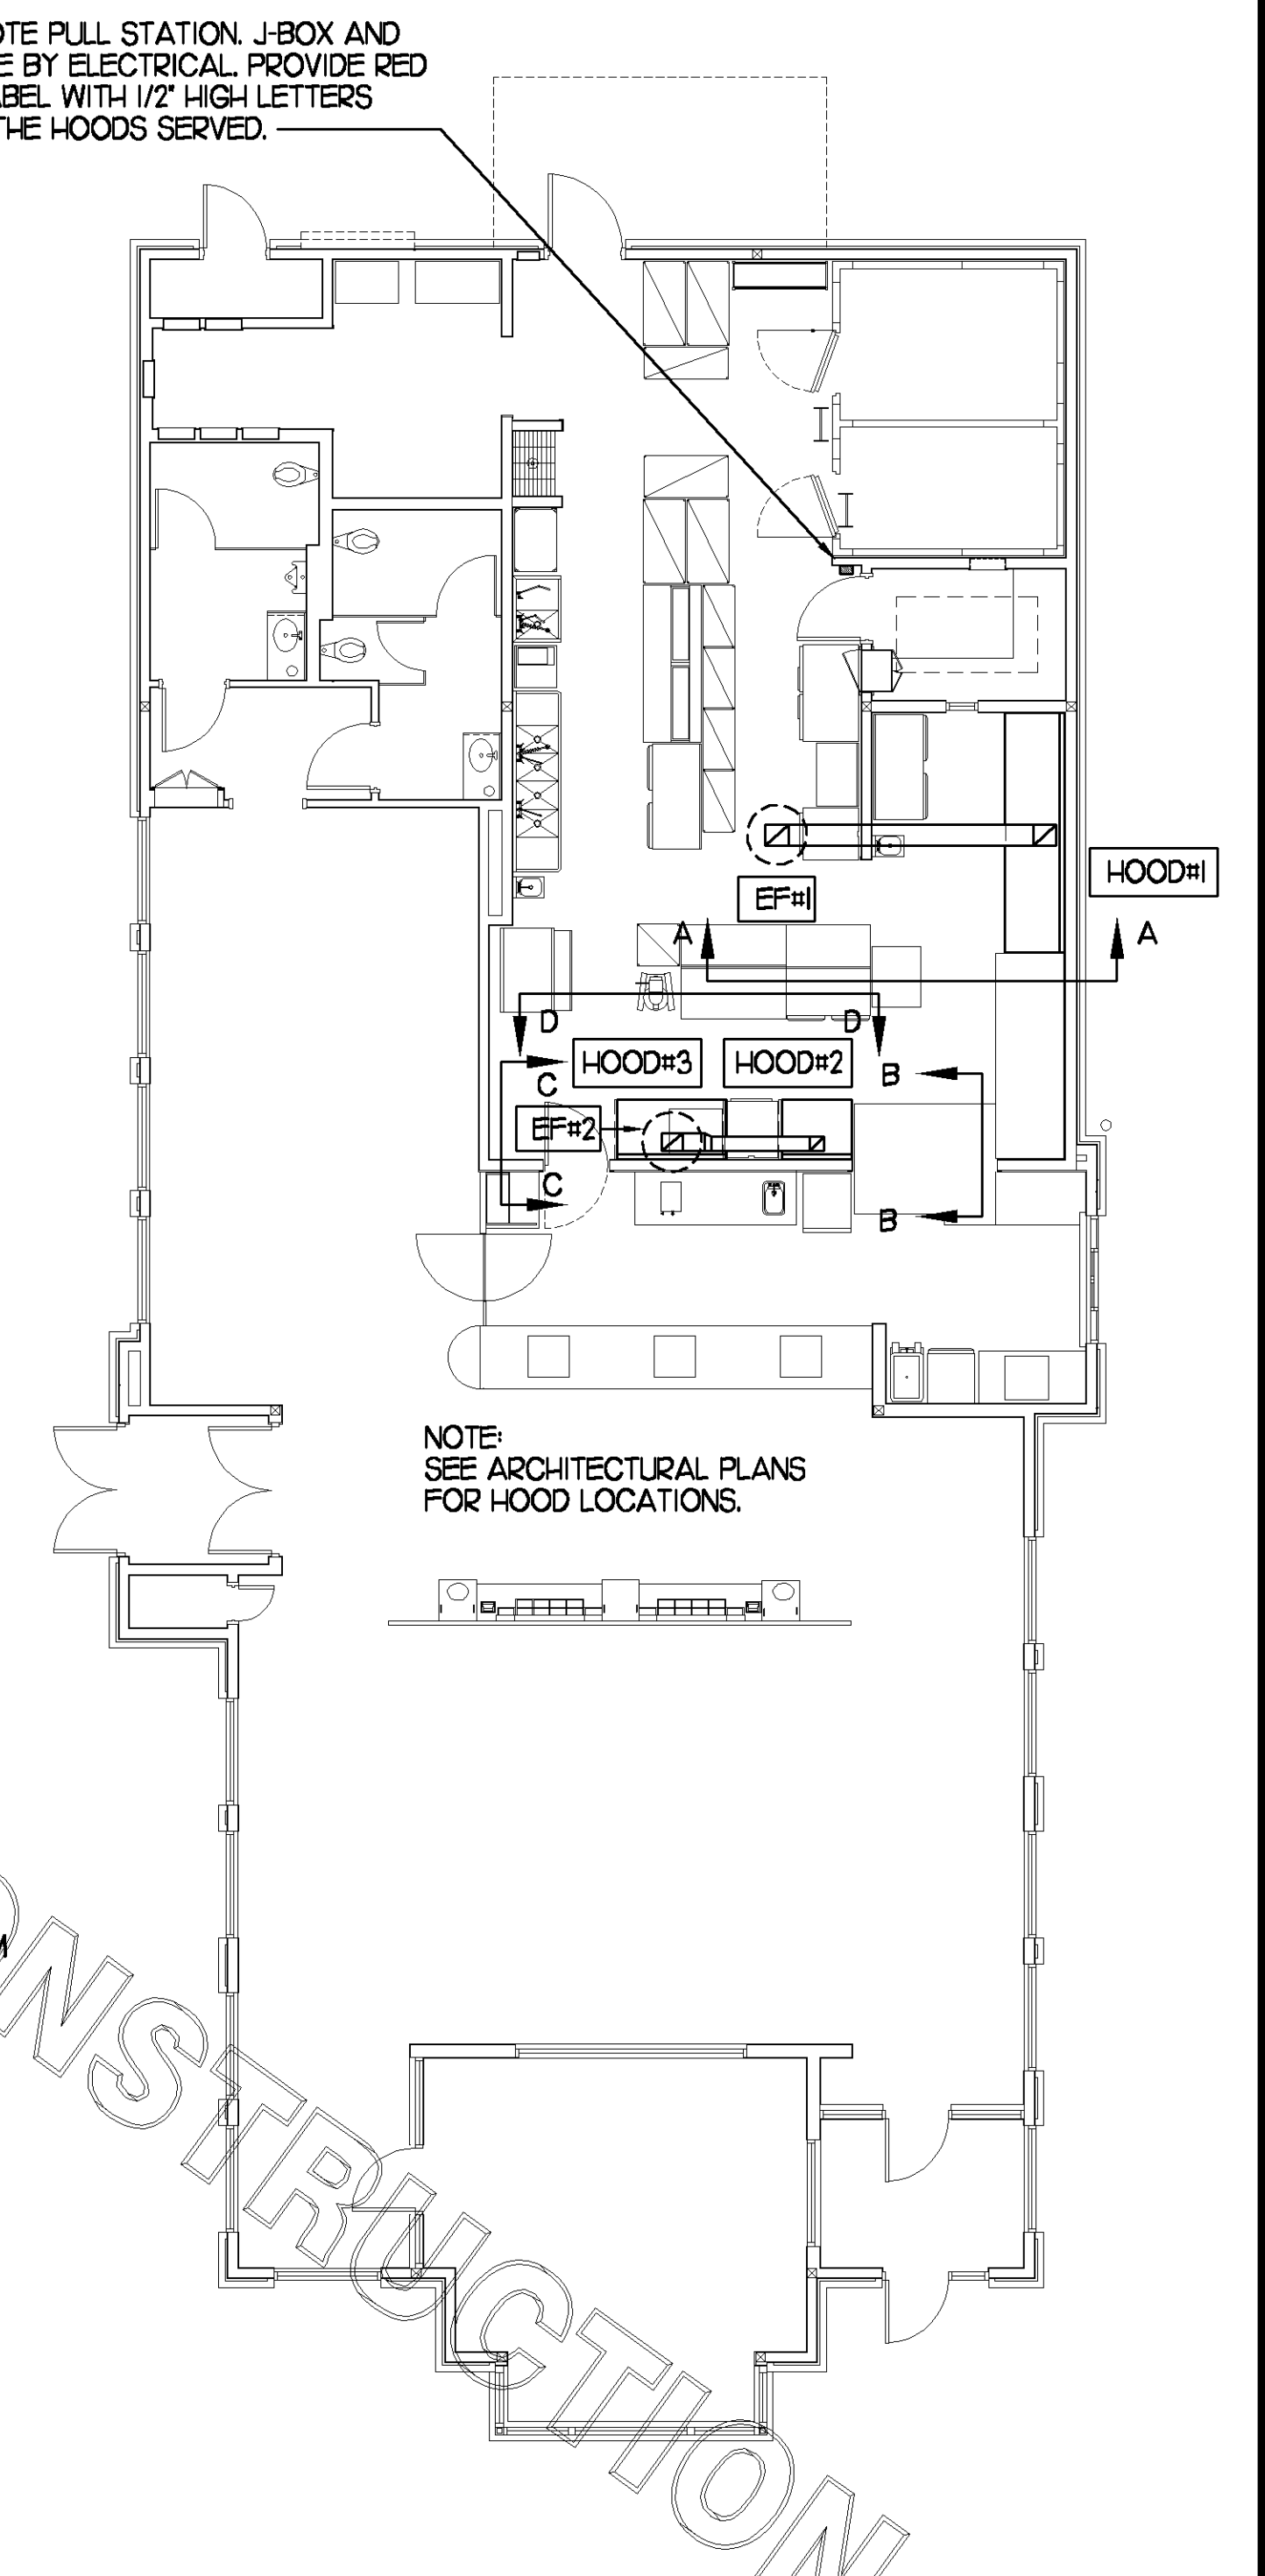 OTE PULL STATION. J-BOX AND
E BY ELECTRICAL. PROVIDE RED
ABEL WITH 1/2" HIGH LETTERS
THE HOODS SERVED.
HOOD#1
EF#1
A
A
D
D
HOOD#3
HOOD#2
B
C
EF#2
C
B
NOTE:
SEE ARCHITECTURAL PLANS
FOR HOOD LOCATIONS.
M
ONSTRUCTION